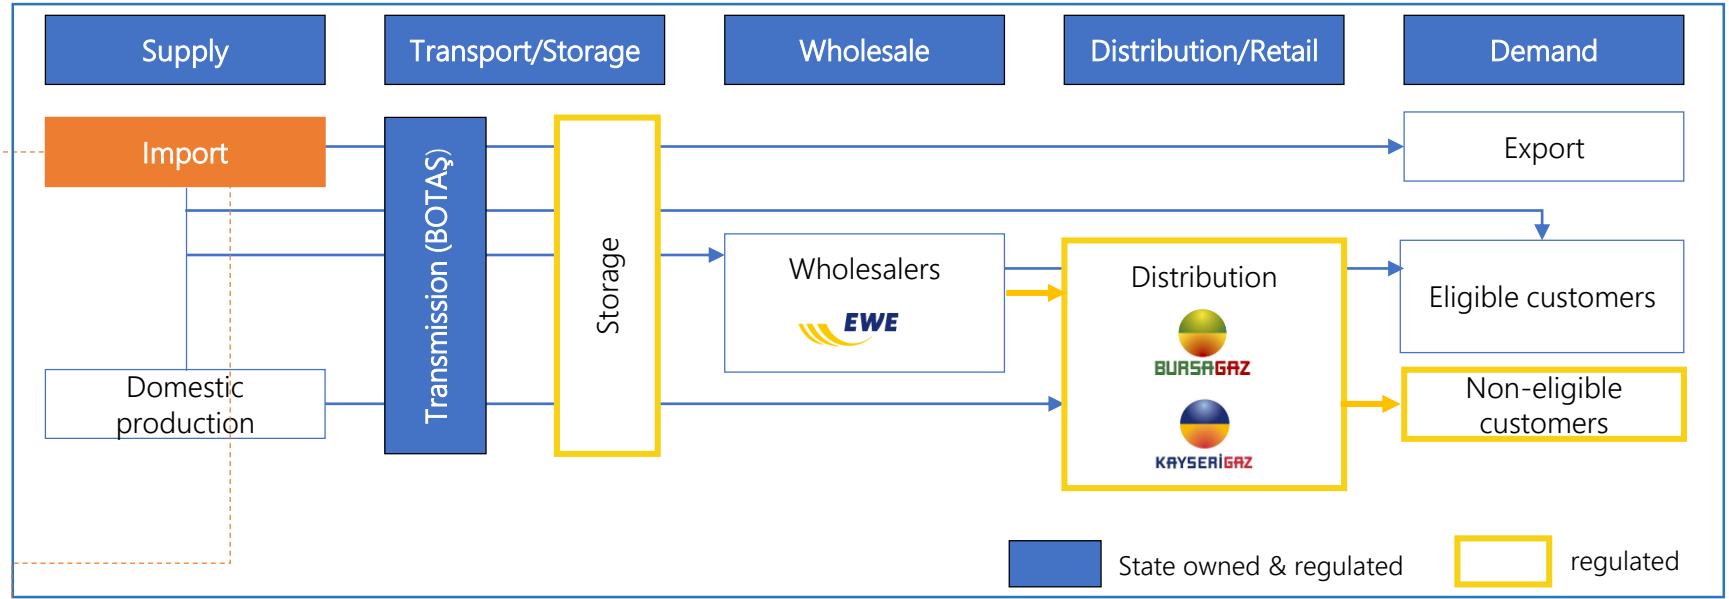 Supply
Transport/Storage
Wholesale
Distribution/Retail
Demand
Import
Transmission (BOTAŞ)
Storage
Export
Wholesalers
EWE
Distribution
BURSAGAZ
KAYSERİGAZ
Eligible customers
Domestic
production
Non-eligible
customers
State owned & regulated
regulated